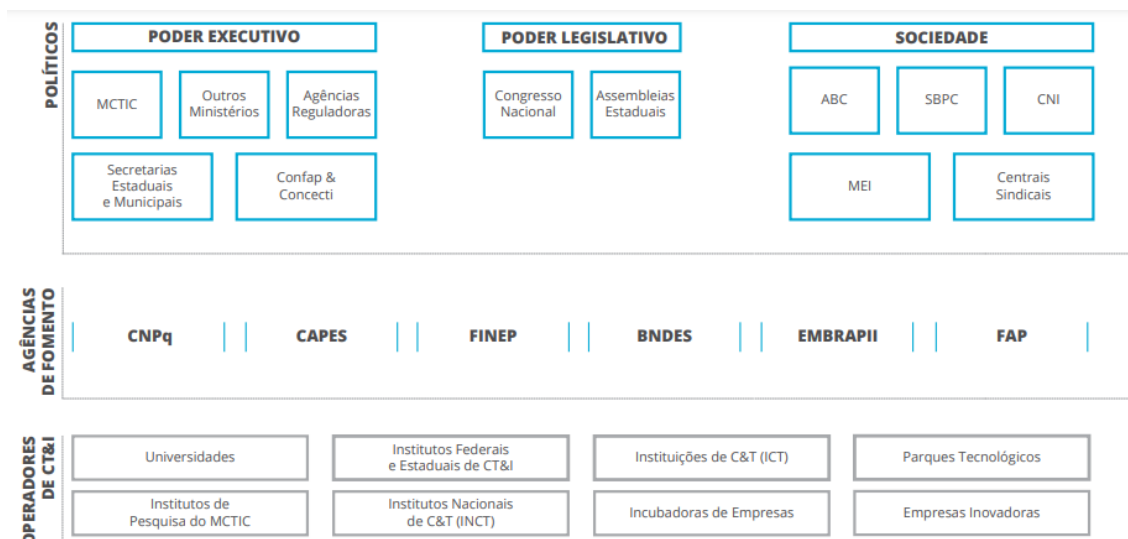 POLÍTICOS
PODER EXECUTIVO
PODER LEGISLATIVO
SOCIEDADE
MCTIC
Outros
Ministérios
Agências
Reguladoras
Congresso
Nacional
Assembleias
Estaduais
ABC
SBPC
CNI
Secretarias
Estaduais
e Municipais
Confap &
Concecti
MEI
Centrais
Sindicais
AGÊNCIAS
DE FOMENTO
CNPq
CAPES
FINEP
BNDES
EMBRAPII
FAP
OPERADORES
DE CT&I
Universidades
Institutos Federais
e Estaduais de CT&I
Instituições de C&T (ICT)
Parques Tecnológicos
Institutos de
Pesquisa do MCTIC
Institutos Nacionais
de C&T (INCT)
Incubadoras de Empresas
Empresas Inovadoras